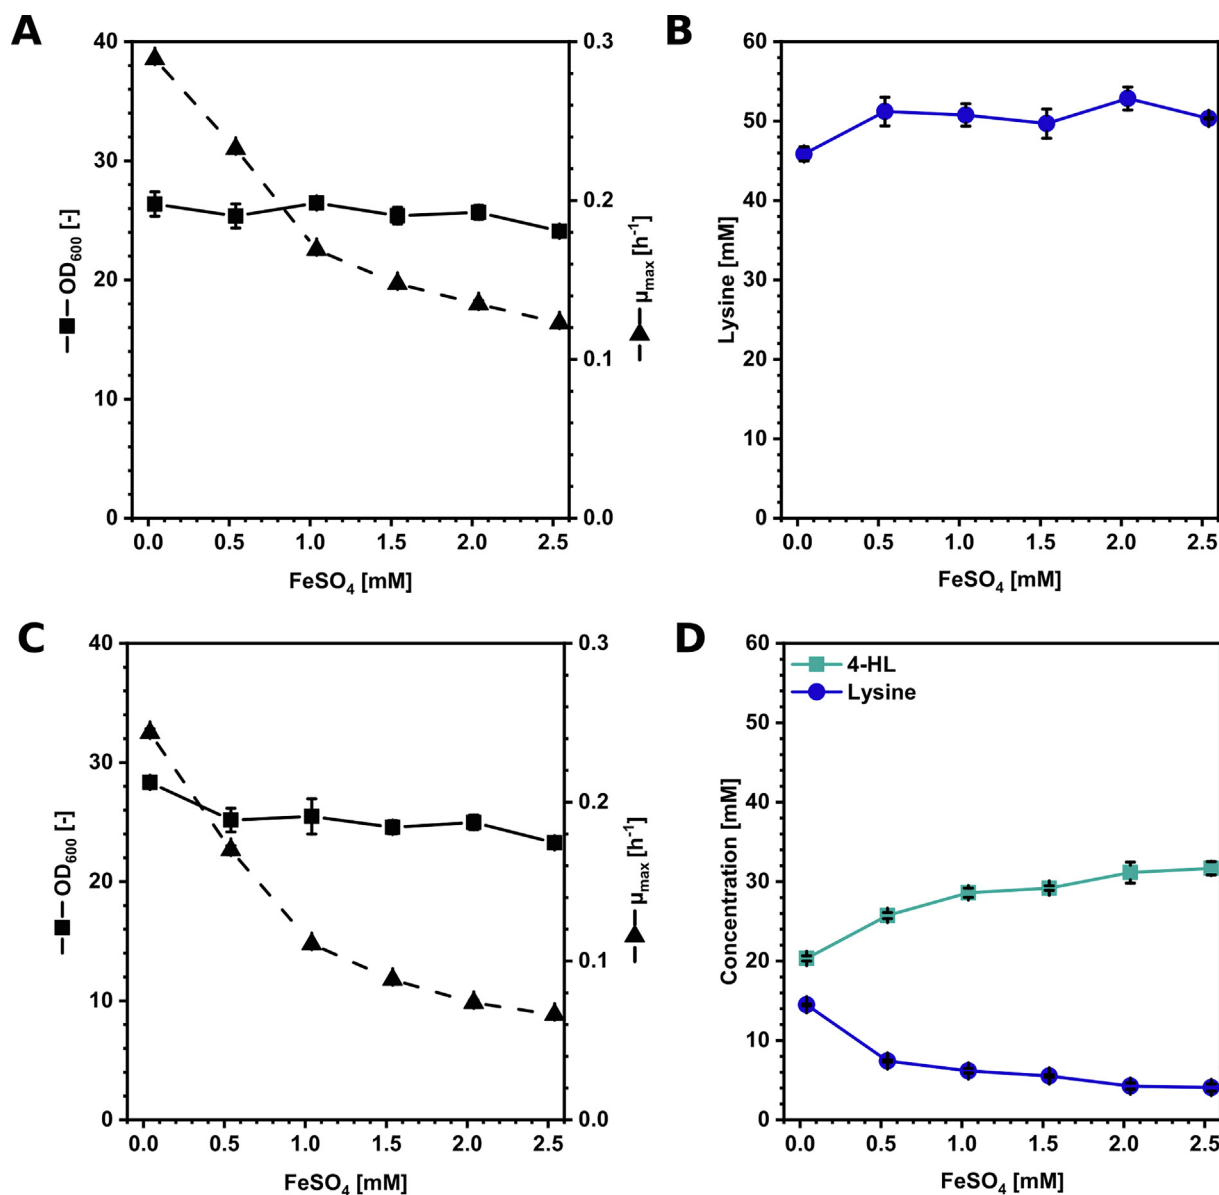 A
40
30
20
10
0
—■— OD600 [-]
0.3
0.2
0.1
0.0
—▲— μmax [h-1]
0.0 0.5 1.0 1.5 2.0 2.5
FeSO4 [mM]
B
60
50
40
30
20
10
0
Lysine [mM]
0.0 0.5 1.0 1.5 2.0 2.5
FeSO4 [mM]
C
40
30
20
10
0
—■— OD600 [-]
0.3
0.2
0.1
0.0
—▲— μmax [h-1]
0.0 0.5 1.0 1.5 2.0 2.5
FeSO4 [mM]
D
4-HL
Lysine
60
50
40
30
20
10
0
Concentration [mM]
0.0 0.5 1.0 1.5 2.0 2.5
FeSO4 [mM]